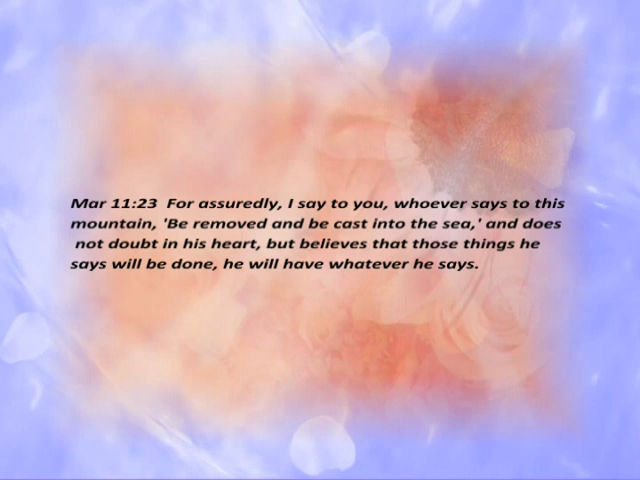 Mar 11:23  For assuredly, I say to you, whoever says to this
mountain, 'Be removed and be cast into the sea,' and does
not doubt in his heart, but believes that those things he
says will be done, he will have whatever he says.